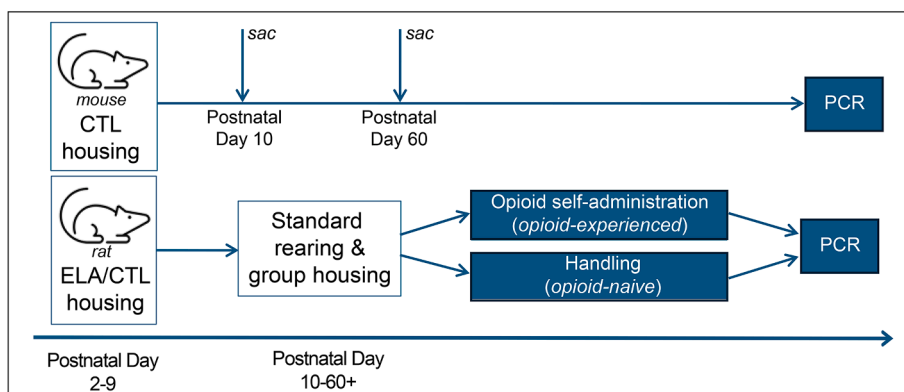 sac
sac
mouse
CTL
housing
Postnatal
Day 10
Postnatal
Day 60
PCR
rat
ELA/CTL
housing
Standard
rearing &
group housing
Opioid self-administration
(opioid-experienced)
Handling
(opioid-naive)
PCR
Postnatal Day
2-9
Postnatal Day
10-60+